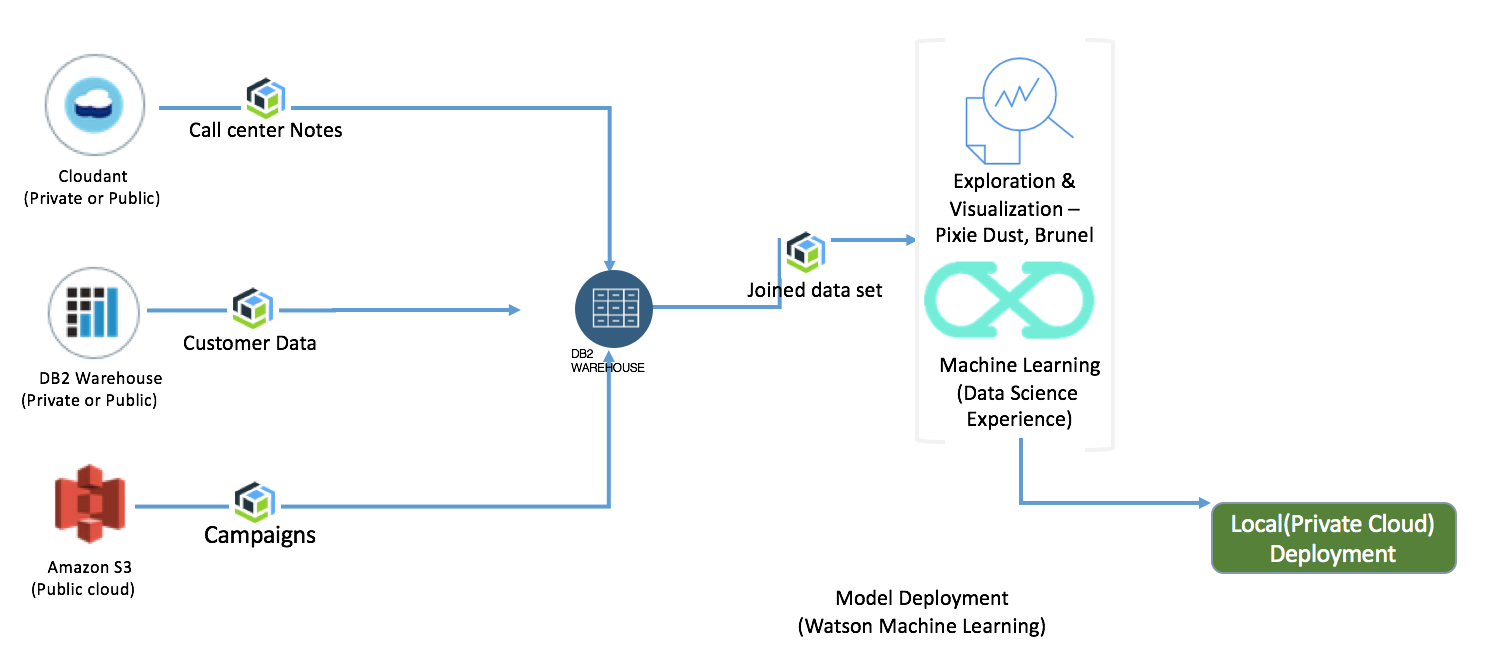 Call center Notes
Cloudant
(Private or Public)
Customer Data
DB2 Warehouse
(Private or Public)
Campaigns
Amazon S3
(Public cloud)
DB2
WAREHOUSE
Joined data set
Exploration &
Visualization –
Pixie Dust, Brunel
Machine Learning
(Data Science
Experience)
Local(Private Cloud)
Deployment
Model Deployment
(Watson Machine Learning)